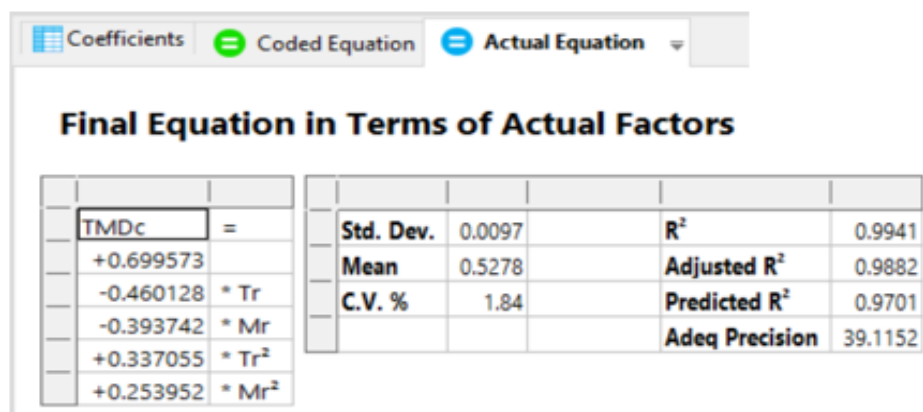 Coefficients Coded Equation Actual Equation
Final Equation in Terms of Actual Factors
TMDc =
+0.699573
-0.460128 * Tr
-0.393742 * Mr
+0.337055 * Tr²
+0.253952 * Mr²
Std. Dev. 0.0097 R² 0.9941
Mean 0.5278 Adjusted R² 0.9882
C.V. % 1.84 Predicted R² 0.9701
Adeq Precision 39.1152